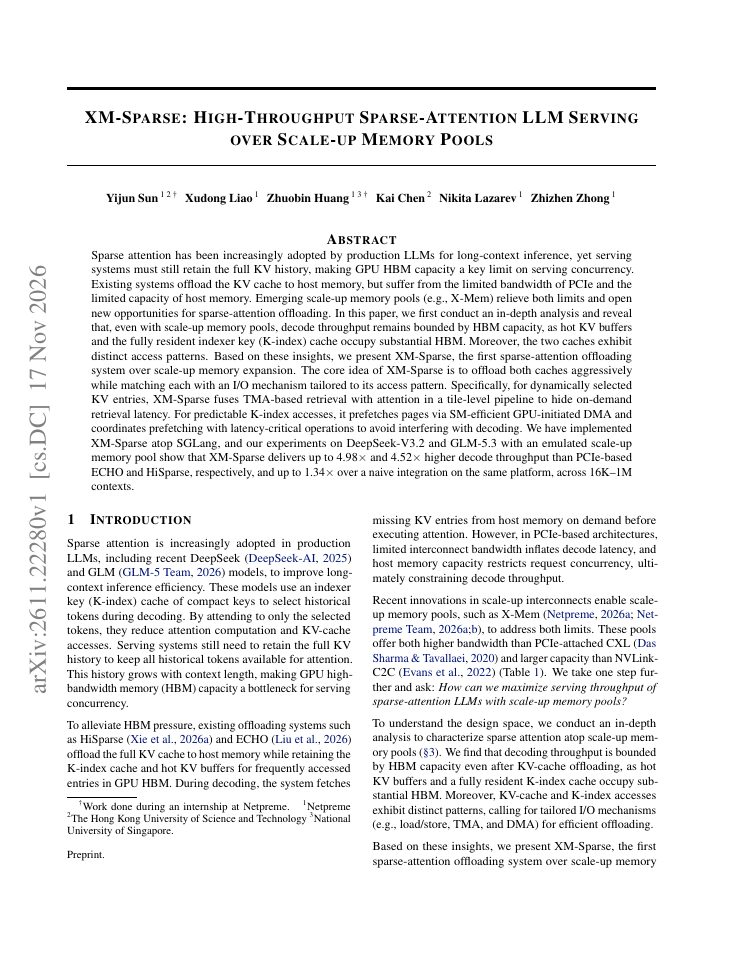 XM-SPARSE: HIGH-THROUGHPUT SPARSE-ATTENTION LLM SERVING
OVER SCALE-UP MEMORY POOLS
Yijun Sun 1 2 † Xudong Liao 1 Zhuobin Huang 1 3 † Kai Chen 2 Nikita Lazarev 1 Zhizhen Zhong 1
ABSTRACT
Sparse attention has been increasingly adopted by production LLMs for long-context inference, yet serving
systems must still retain the full KV history, making GPU HBM capacity a key limit on serving concurrency.
Existing systems offload the KV cache to host memory, but suffer from the limited bandwidth of PCIe and the
limited capacity of host memory. Emerging scale-up memory pools (e.g., X-Mem) relieve both limits and open
new opportunities for sparse-attention offloading. In this paper, we first conduct an in-depth analysis and reveal
that, even with scale-up memory pools, decode throughput remains bounded by HBM capacity, as hot KV buffers
and the fully resident indexer key (K-index) cache occupy substantial HBM. Moreover, the two caches exhibit
distinct access patterns. Based on these insights, we present XM-Sparse, the first sparse-attention offloading
system over scale-up memory expansion. The core idea of XM-Sparse is to offload both caches aggressively
while matching each with an I/O mechanism tailored to its access pattern. Specifically, for dynamically selected
KV entries, XM-Sparse fuses TMA-based retrieval with attention in a tile-level pipeline to hide on-demand
retrieval latency. For predictable K-index accesses, it prefetches pages via SM-efficient GPU-initiated DMA and
coordinates prefetching with latency-critical operations to avoid interfering with decoding. We have implemented
XM-Sparse atop SGLang, and our experiments on DeepSeek-V3.2 and GLM-5.3 with an emulated scale-up
memory pool show that XM-Sparse delivers up to 4.98× and 4.52× higher decode throughput than PCIe-based
ECHO and HiSparse, respectively, and up to 1.34× over a naive integration on the same platform, across 16K–1M
contexts.
1 INTRODUCTION
Sparse attention is increasingly adopted in production
LLMs, including recent DeepSeek (DeepSeek-AI, 2025)
and GLM (GLM-5 Team, 2026) models, to improve long-
context inference efficiency. These models use an indexer
key (K-index) cache of compact keys to select historical
tokens during decoding. By attending to only the selected
tokens, they reduce attention computation and KV-cache
accesses. Serving systems still need to retain the full KV
history to keep all historical tokens available for attention.
This history grows with context length, making GPU high-
bandwidth memory (HBM) capacity a bottleneck for serving
concurrency.
To alleviate HBM pressure, existing offloading systems such
as HiSparse (Xie et al., 2026a) and ECHO (Liu et al., 2026)
offload the full KV cache to host memory while retaining the
K-index cache and hot KV buffers for frequently accessed
entries in GPU HBM. During decoding, the system fetches
†Work done during an internship at Netpreme. 1Netpreme
2The Hong Kong University of Science and Technology 3National
University of Singapore.
Preprint.
missing KV entries from host memory on demand before
executing attention. However, in PCIe-based architectures,
limited interconnect bandwidth inflates decode latency, and
host memory capacity restricts request concurrency, ulti-
mately constraining decode throughput.
Recent innovations in scale-up interconnects enable scale-
up memory pools, such as X-Mem (Netpreme, 2026a; Net-
preme Team, 2026a;b), to address both limits. These pools
offer both higher bandwidth than PCIe-attached CXL (Das
Sharma & Tavallaei, 2020) and larger capacity than NVLink-
C2C (Evans et al., 2022) (Table 1). We take one step fur-
ther and ask: How can we maximize serving throughput of
sparse-attention LLMs with scale-up memory pools?
To understand the design space, we conduct an in-depth
analysis to characterize sparse attention atop scale-up mem-
ory pools (§3). We find that decoding throughput is bounded
by HBM capacity even after KV-cache offloading, as hot
KV buffers and a fully resident K-index cache occupy sub-
stantial HBM. Moreover, KV-cache and K-index accesses
exhibit distinct patterns, calling for tailored I/O mechanisms
(e.g., load/store, TMA, and DMA) for efficient offloading.
Based on these insights, we present XM-Sparse, the first
sparse-attention offloading system over scale-up memory
arXiv:2611.22280v1 [cs.DC] 17 Nov 2026